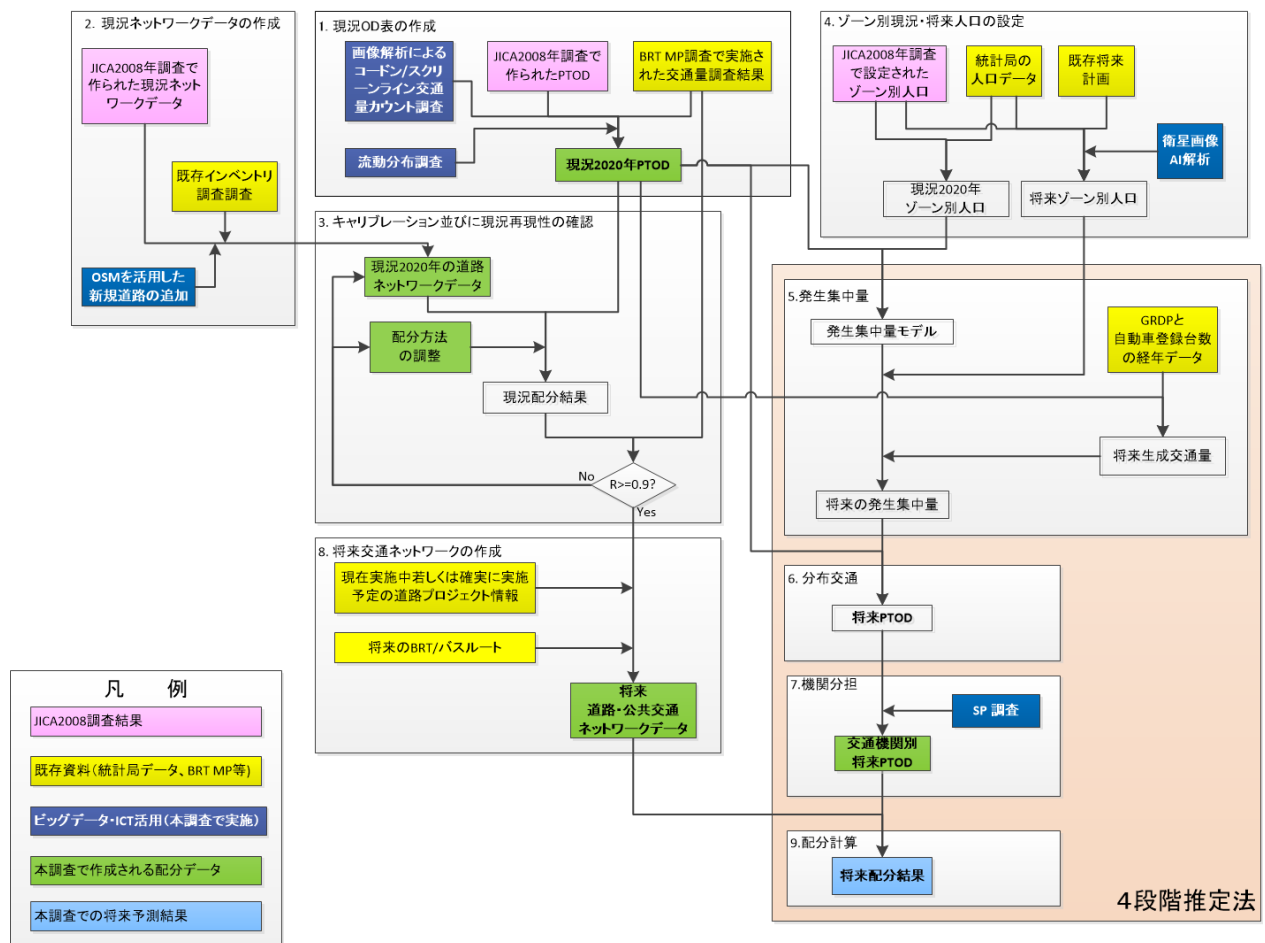 2. 現況ネットワークデータの作成
JICA2008年調査で
作られた現況ネット
ワークデータ
既存インベントリ
調査調査
OSMを活用した
新規道路の追加
1. 現況OD表の作成
画像解析による
コードン/スクリ
ーンライン交通
量カウント調査
JICA2008年調査
で作られたPTOD
BRT MP調査で実施さ
れた交通量調査結果
流動分布調査
現況2020年PTOD
4. ゾーン別現況・将来人口の設定
JICA2008年調査
で設定された
ゾーン別人口
統計局の
人口データ
既存将来
計画
衛星画像
AI解析
現況2020年
ゾーン別人口
将来ゾーン別人口
3. キャリブレーション並びに現況再現性の確認
現況2020年の道路
ネットワークデータ
配分方法
の調整
現況配分結果
No
R>=0.9?
Yes
5.発生集中量
発生集中量モデル
GRDPと
自動車登録台数
の経年データ
将来生成交通量
将来の発生集中量
8. 将来交通ネットワークの作成
現在実施中若しくは確実に実施
予定の道路プロジェクト情報
将来のBRT/バスルート
将来
道路・公共交通
ネットワークデータ
6. 分布交通
将来PTOD
7.機関分担
SP 調査
交通機関別
将来PTOD
9.配分計算
将来配分結果
4段階推定法
凡 例
JICA2008調査結果
既存資料(統計局データ、BRT MP等)
ビッグデータ・ICT活用(本調査で実施)
本調査で作成される配分データ
本調査での将来予測結果